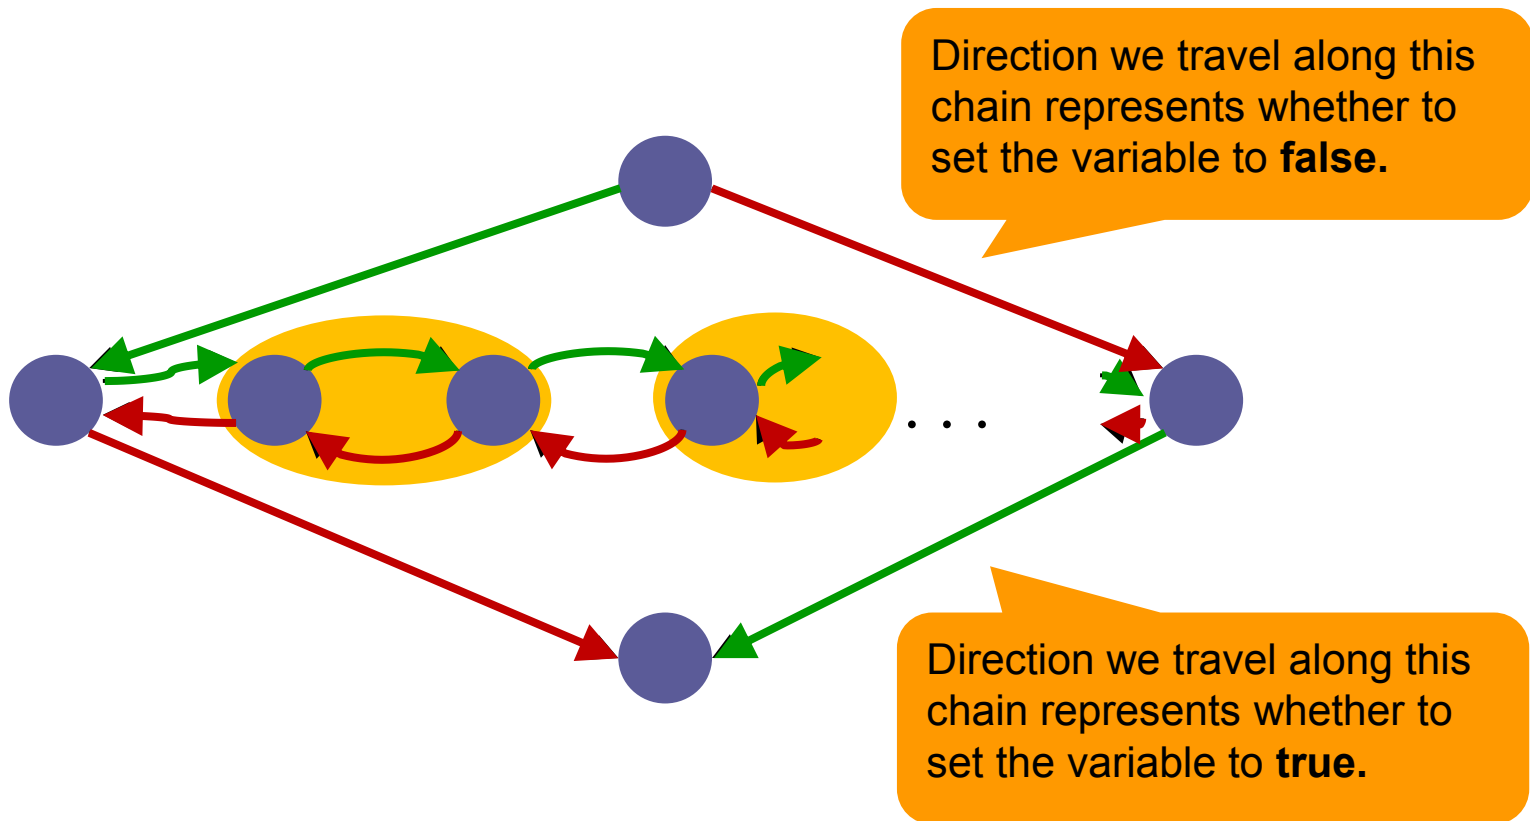 Direction we travel along this
chain represents whether to
set the variable to false.
. . .
Direction we travel along this
chain represents whether to
set the variable to true.